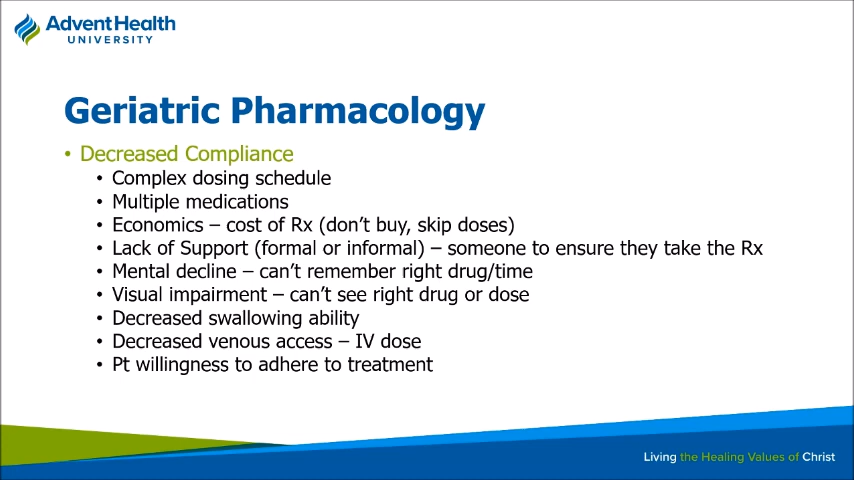 AdventHealth
UNIVERSITY
Geriatric Pharmacology
• Decreased Compliance
• Complex dosing schedule
• Multiple medications
• Economics – cost of Rx (don’t buy, skip doses)
• Lack of Support (formal or informal) – someone to ensure they take the Rx
• Mental decline – can’t remember right drug/time
• Visual impairment – can’t see right drug or dose
• Decreased swallowing ability
• Decreased venous access – IV dose
• Pt willingness to adhere to treatment
Living the Healing Values of Christ